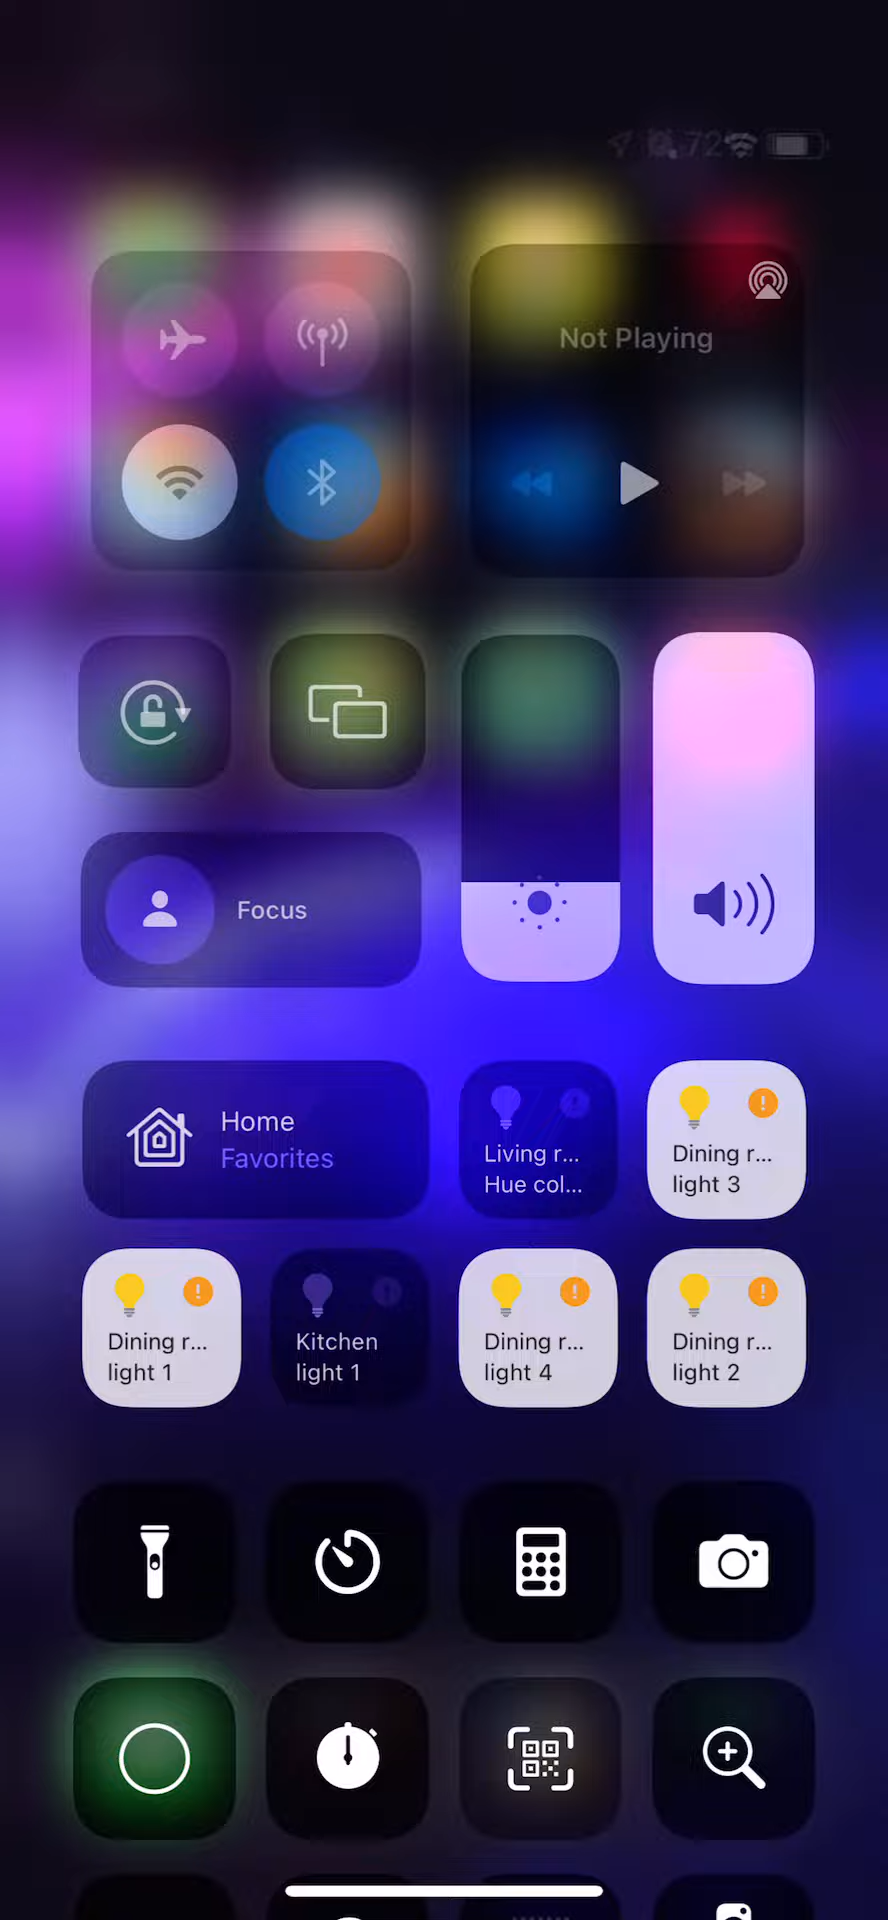 72
Not Playing
Focus
Home
Favorites
Living r...
Hue col...
Dining r...
light 3
Dining r...
light 1
Kitchen
light 1
Dining r...
light 4
Dining r...
light 2